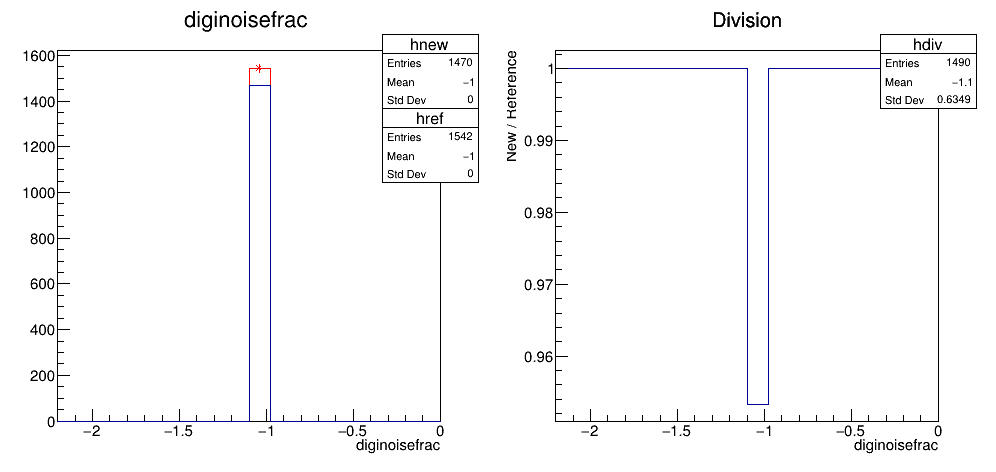 diginoisefrac
hnew
Entries 1470
Mean −1
Std Dev 0
href
Entries 1542
Mean −1
Std Dev 0
1600
1400
1200
1000
800
600
400
200
0
−2 −1.5 −1 −0.5 0
diginoisefrac
Division
hdiv
Entries 1490
Mean −1.1
Std Dev 0.6349
New / Reference
1
0.99
0.98
0.97
0.96
−2 −1.5 −1 −0.5 0
diginoisefrac